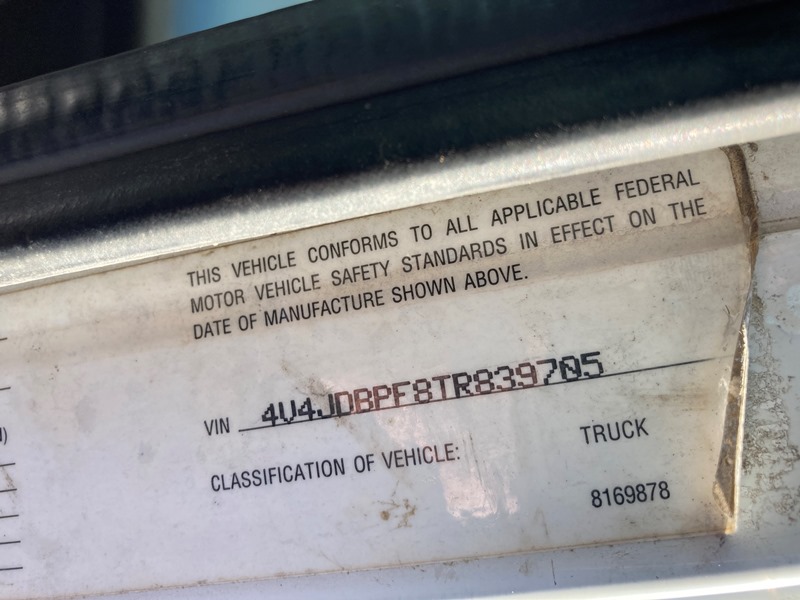 THIS VEHICLE CONFORMS TO ALL APPLICABLE FEDERAL
MOTOR VEHICLE SAFETY STANDARDS IN EFFECT ON THE
DATE OF MANUFACTURE SHOWN ABOVE.
VIN 4V4JDBPF8TR839705
CLASSIFICATION OF VEHICLE: TRUCK
8169878